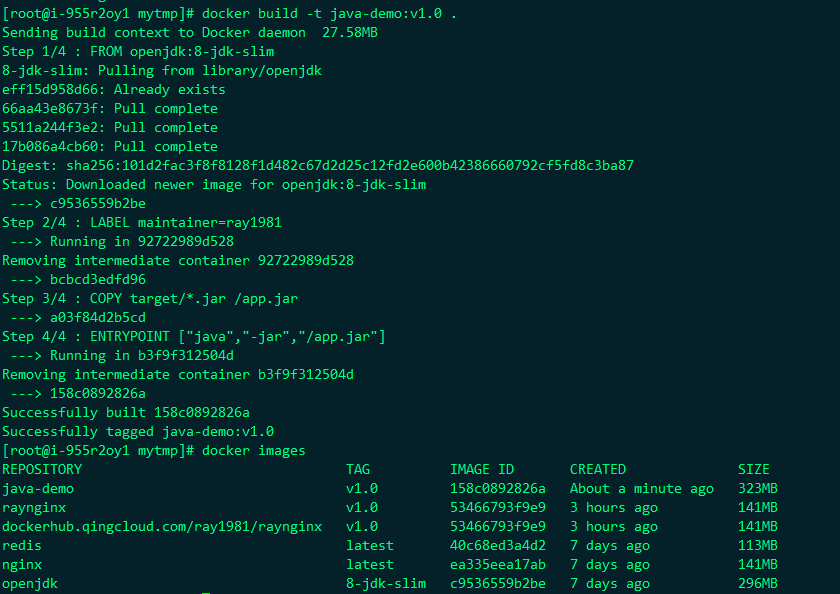 [root@i-955r2oy1 mytmp]# docker build -t java-demo:v1.0 .
Sending build context to Docker daemon  27.58MB
Step 1/4 : FROM openjdk:8-jdk-slim
8-jdk-slim: Pulling from library/openjdk
eff15d958d66: Already exists
66aa43e8673f: Pull complete
5511a244f3e2: Pull complete
17b086a4cb60: Pull complete
Digest: sha256:101d2fac3f8f8128f1d482c67d2d25c12fd2e600b42386660792cf5fd8c3ba87
Status: Downloaded newer image for openjdk:8-jdk-slim
 ---> c9536559b2be
Step 2/4 : LABEL maintainer=ray1981
 ---> Running in 92722989d528
Removing intermediate container 92722989d528
 ---> bcbcd3edfd96
Step 3/4 : COPY target/*.jar /app.jar
 ---> a03f84d2b5cd
Step 4/4 : ENTRYPOINT ["java","-jar","/app.jar"]
 ---> Running in b3f9f312504d
Removing intermediate container b3f9f312504d
 ---> 158c0892826a
Successfully built 158c0892826a
Successfully tagged java-demo:v1.0
[root@i-955r2oy1 mytmp]# docker images
REPOSITORY                                 TAG          IMAGE ID       CREATED              SIZE
java-demo                                  v1.0         158c0892826a   About a minute ago   323MB
raynginx                                   v1.0         53466793f9e9   3 hours ago          141MB
dockerhub.qingcloud.com/ray1981/raynginx   v1.0         53466793f9e9   3 hours ago          141MB
redis                                      latest       40c68ed3a4d2   7 days ago           113MB
nginx                                      latest       ea335eea17ab   7 days ago           141MB
openjdk                                    8-jdk-slim   c9536559b2be   7 days ago           296MB